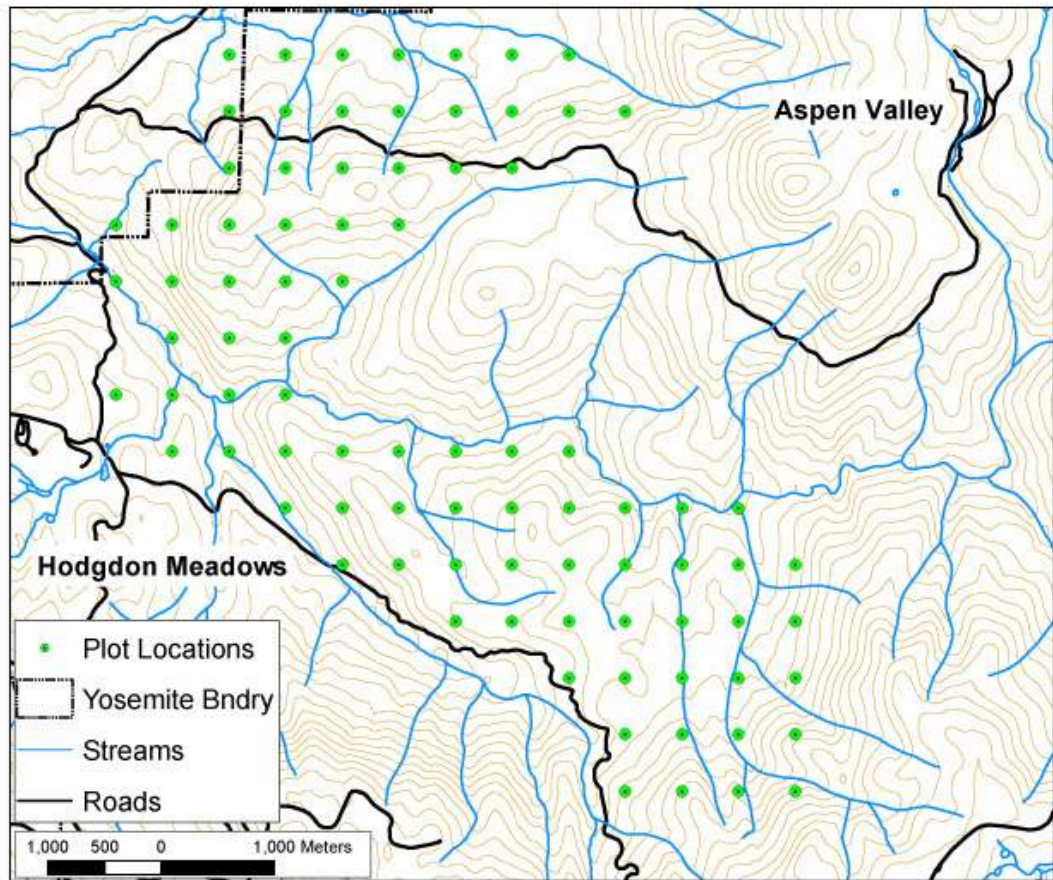 Aspen Valley
Hodgdon Meadows
Plot Locations
Yosemite Bndry
Streams
Roads
1,000 500 0 1,000 Meters